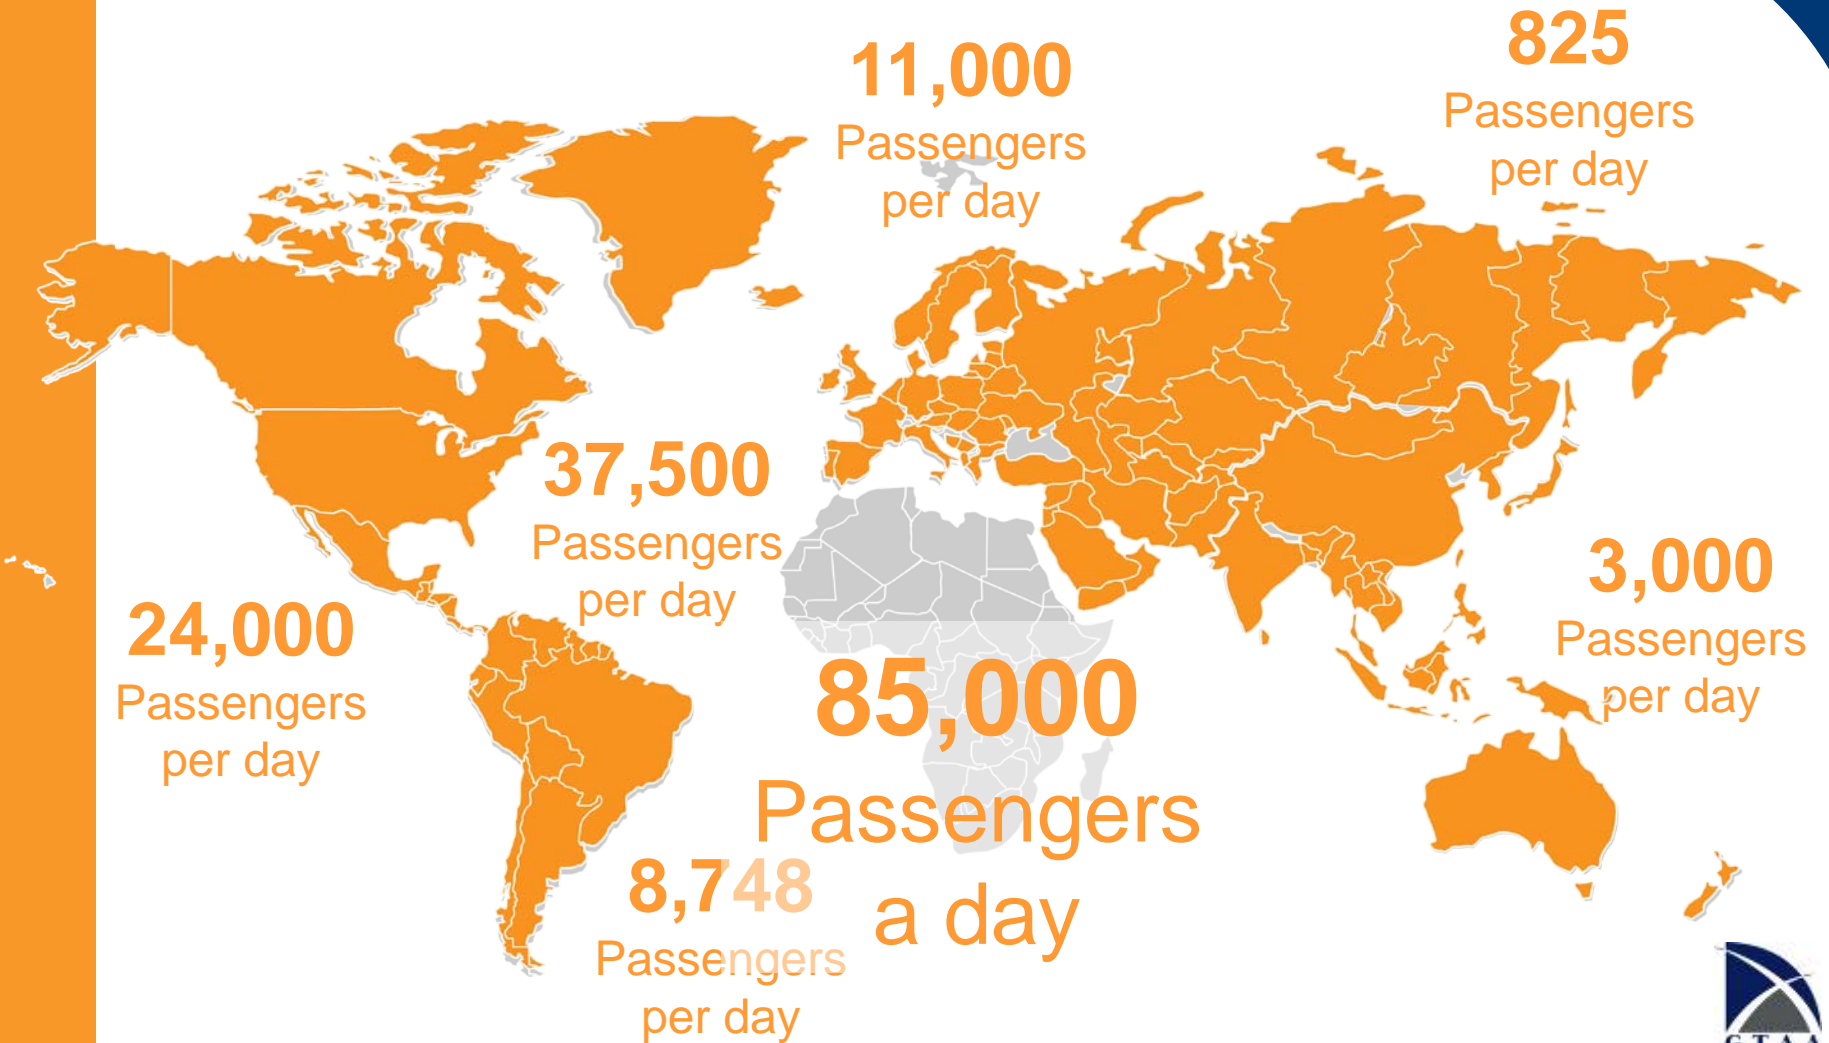 11,000
Passengers
per day
825
Passengers
per day
37,500
Passengers
per day
24,000
Passengers
per day
3,000
Passengers
per day
85,000
Passengers
a day
8,748
Passengers
per day
GTAA